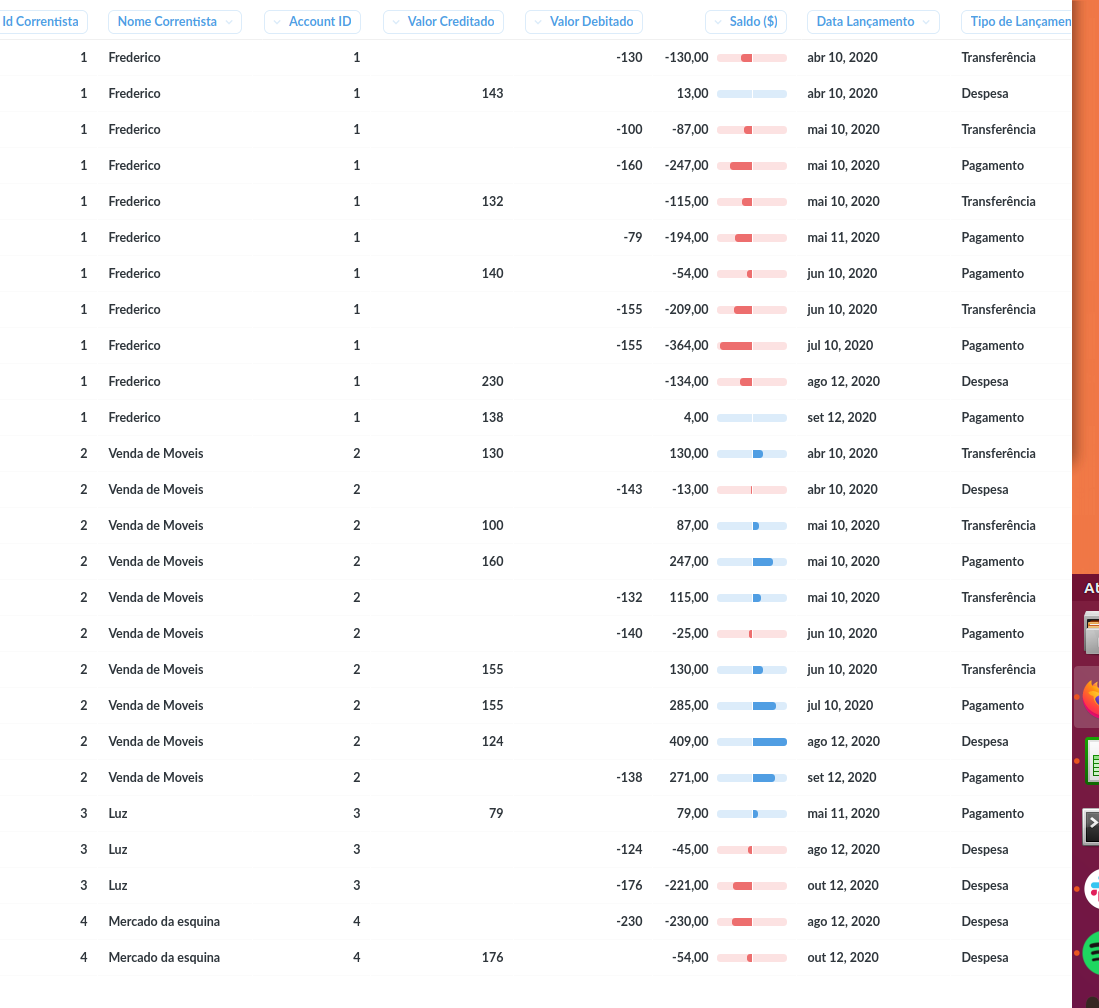 Id Correntista Nome Correntista Account ID Valor Creditado Valor Debitado Saldo ($) Data Lançamento Tipo de Lançamen
1 Frederico 1 -130 -130,00 abr 10, 2020 Transferência
1 Frederico 1 143 13,00 abr 10, 2020 Despesa
1 Frederico 1 -100 -87,00 mai 10, 2020 Transferência
1 Frederico 1 -160 -247,00 mai 10, 2020 Pagamento
1 Frederico 1 132 -115,00 mai 10, 2020 Transferência
1 Frederico 1 -79 -194,00 mai 11, 2020 Pagamento
1 Frederico 1 140 -54,00 jun 10, 2020 Pagamento
1 Frederico 1 -155 -209,00 jun 10, 2020 Transferência
1 Frederico 1 -155 -364,00 jul 10, 2020 Pagamento
1 Frederico 1 230 -134,00 ago 12, 2020 Despesa
1 Frederico 1 138 4,00 set 12, 2020 Pagamento
2 Venda de Moveis 2 130 130,00 abr 10, 2020 Transferência
2 Venda de Moveis 2 -143 -13,00 abr 10, 2020 Despesa
2 Venda de Moveis 2 100 87,00 mai 10, 2020 Transferência
2 Venda de Moveis 2 160 247,00 mai 10, 2020 Pagamento
At
2 Venda de Moveis 2 -132 115,00 mai 10, 2020 Transferência
2 Venda de Moveis 2 -140 -25,00 jun 10, 2020 Pagamento
2 Venda de Moveis 2 155 130,00 jun 10, 2020 Transferência
2 Venda de Moveis 2 155 285,00 jul 10, 2020 Pagamento
2 Venda de Moveis 2 124 409,00 ago 12, 2020 Despesa
2 Venda de Moveis 2 -138 271,00 set 12, 2020 Pagamento
3 Luz 3 79 79,00 mai 11, 2020 Pagamento
3 Luz 3 -124 -45,00 ago 12, 2020 Despesa
3 Luz 3 -176 -221,00 out 12, 2020 Despesa
4 Mercado da esquina 4 -230 -230,00 ago 12, 2020 Despesa
4 Mercado da esquina 4 176 -54,00 out 12, 2020 Despesa